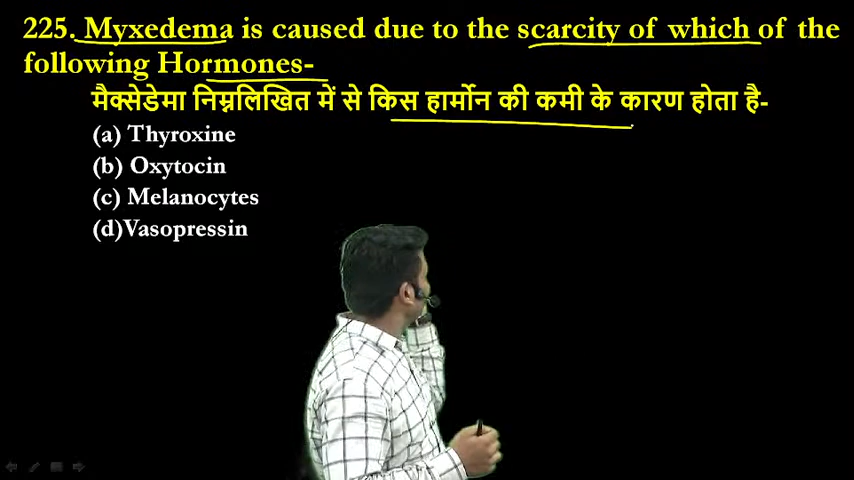 225. Myxedema is caused due to the scarcity of which of the
following Hormones-
मैक्सेडेमा निम्नलिखित में से किस हार्मोन की कमी के कारण होता है-
(a) Thyroxine
(b) Oxytocin
(c) Melanocytes
(d)Vasopressin